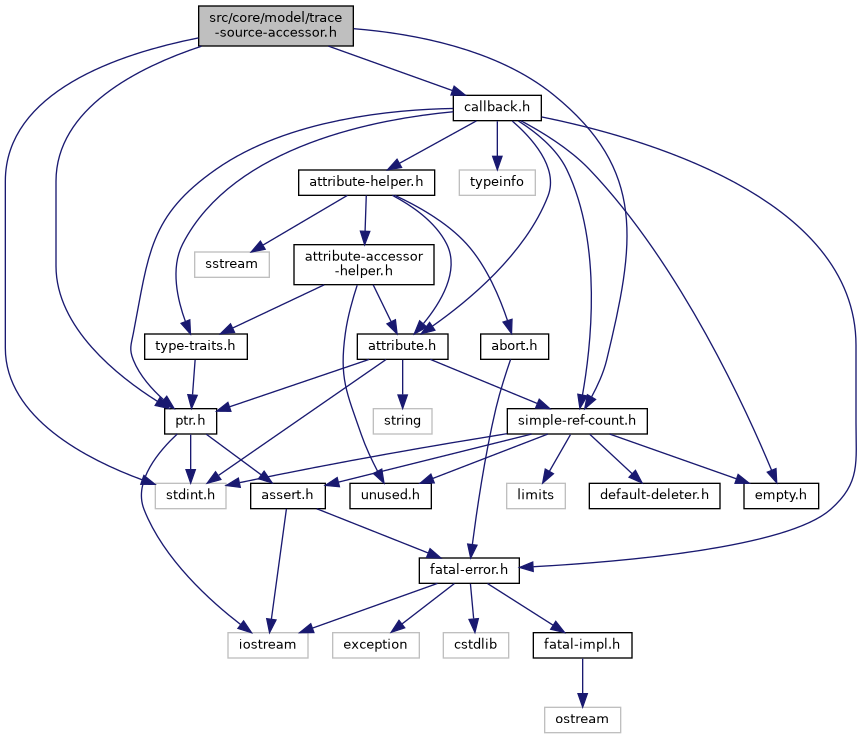 src/core/model/trace
-source-accessor.h
callback.h
attribute-helper.h
typeinfo
sstream
attribute-accessor
-helper.h
type-traits.h
attribute.h
abort.h
ptr.h
string
simple-ref-count.h
stdint.h
assert.h
unused.h
limits
default-deleter.h
empty.h
fatal-error.h
iostream
exception
cstdlib
fatal-impl.h
ostream